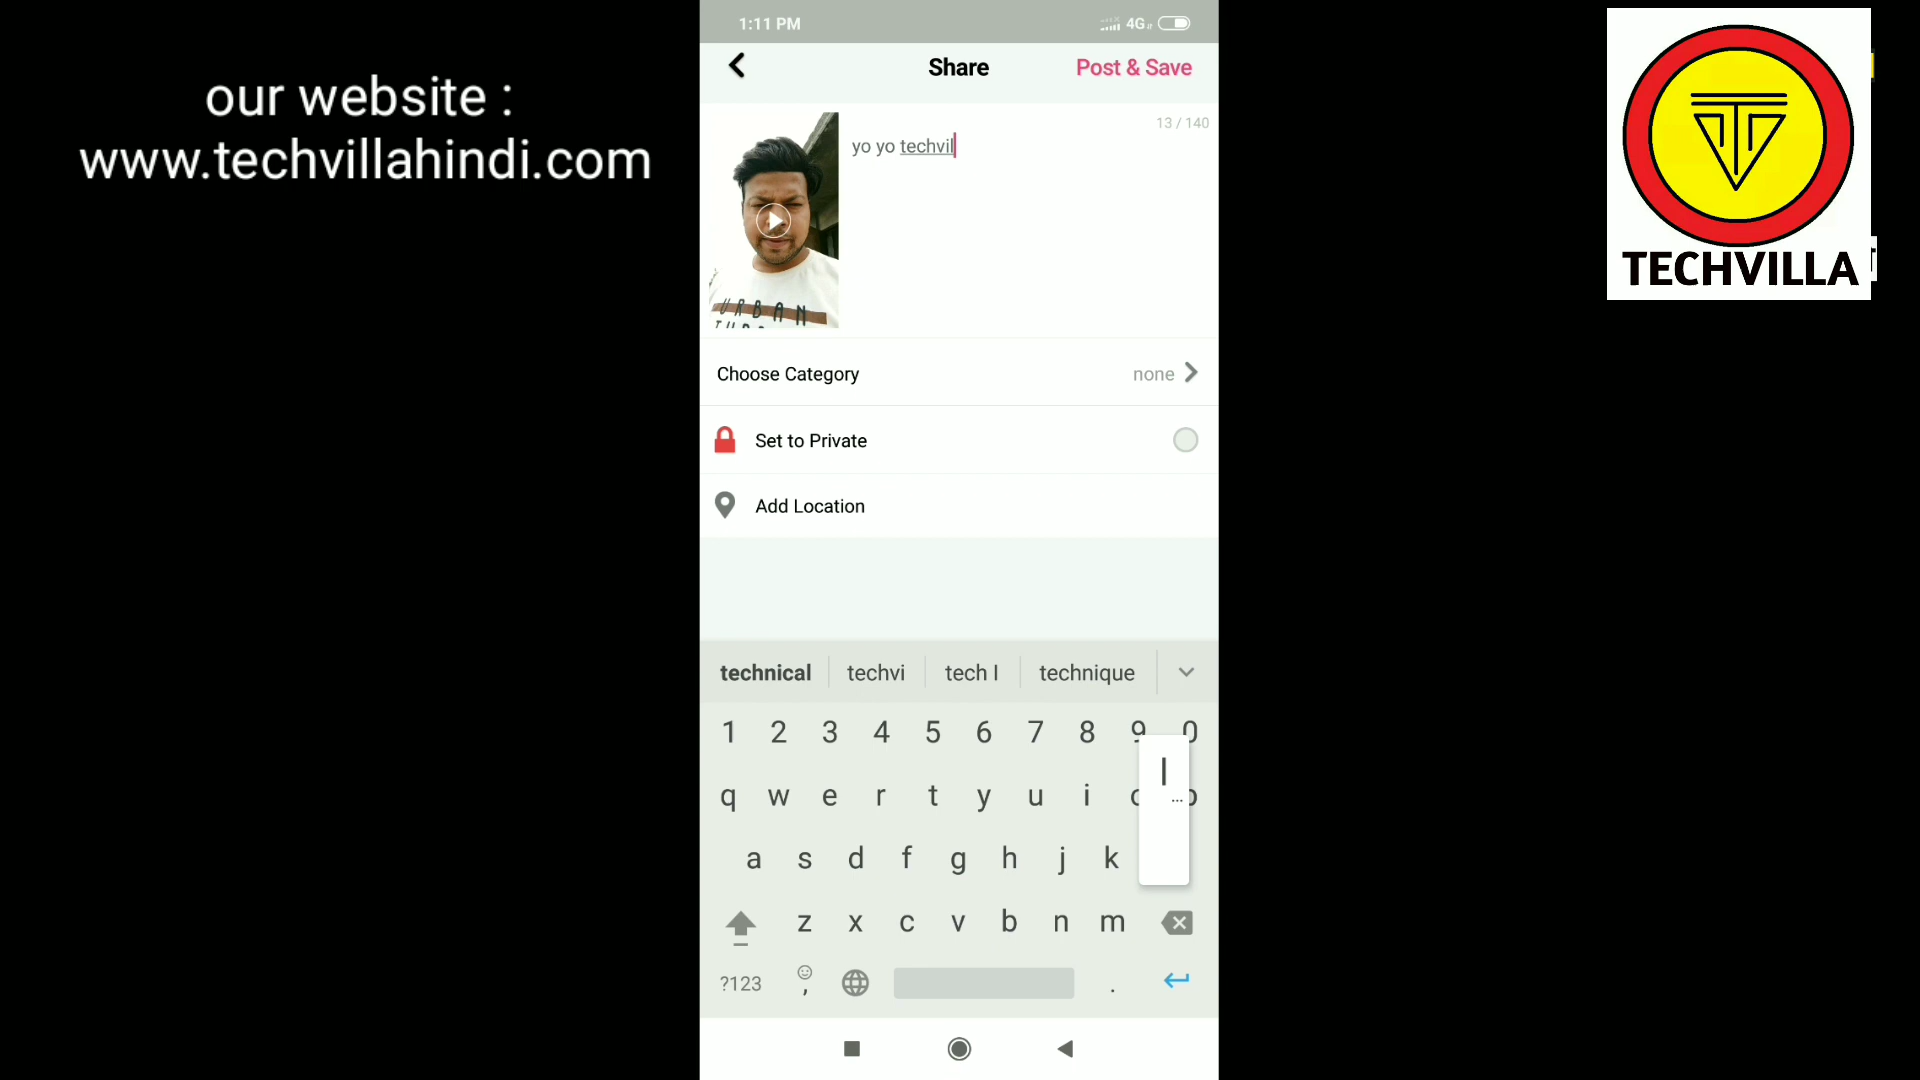 our website :
www.techvillahindi.com
1:11 PM
4G
Share
Post & Save
13 / 140
yo yo techvil
URBAN
Choose Category
none
Set to Private
Add Location
technical
techvi
tech l
technique
1 2 3 4 5 6 7 8 9 0
q w e r t y u i
l
...
a s d f g h j k
z x c v b n m
?123
,
.
TECHVILLA